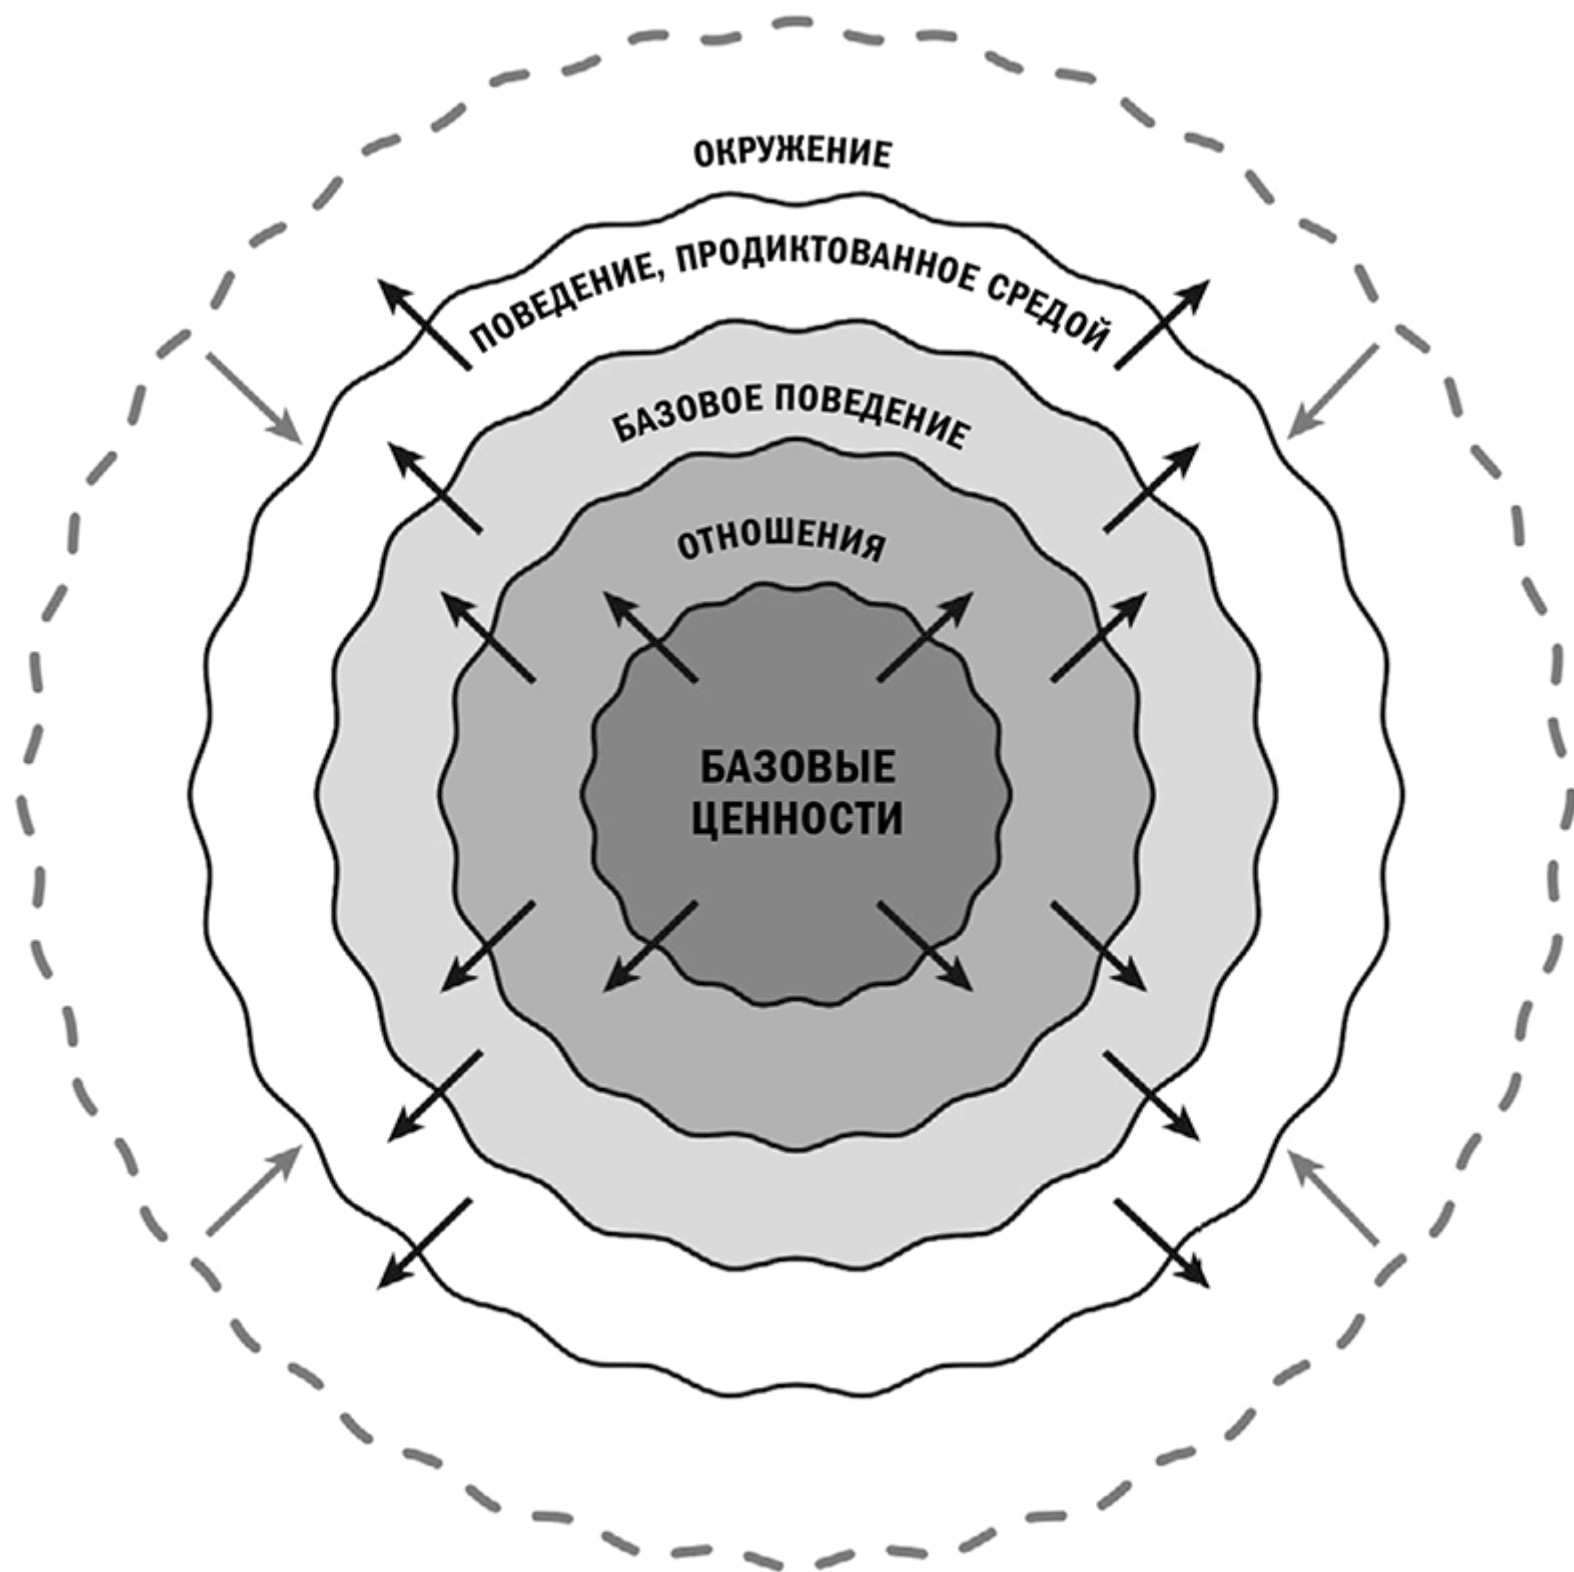 ОКРУЖЕНИЕ
ПОВЕДЕНИЕ, ПРОДИКТОВАННОЕ СРЕДОЙ
БАЗОВОЕ ПОВЕДЕНИЕ
ОТНОШЕНИЯ
БАЗОВЫЕ
ЦЕННОСТИ